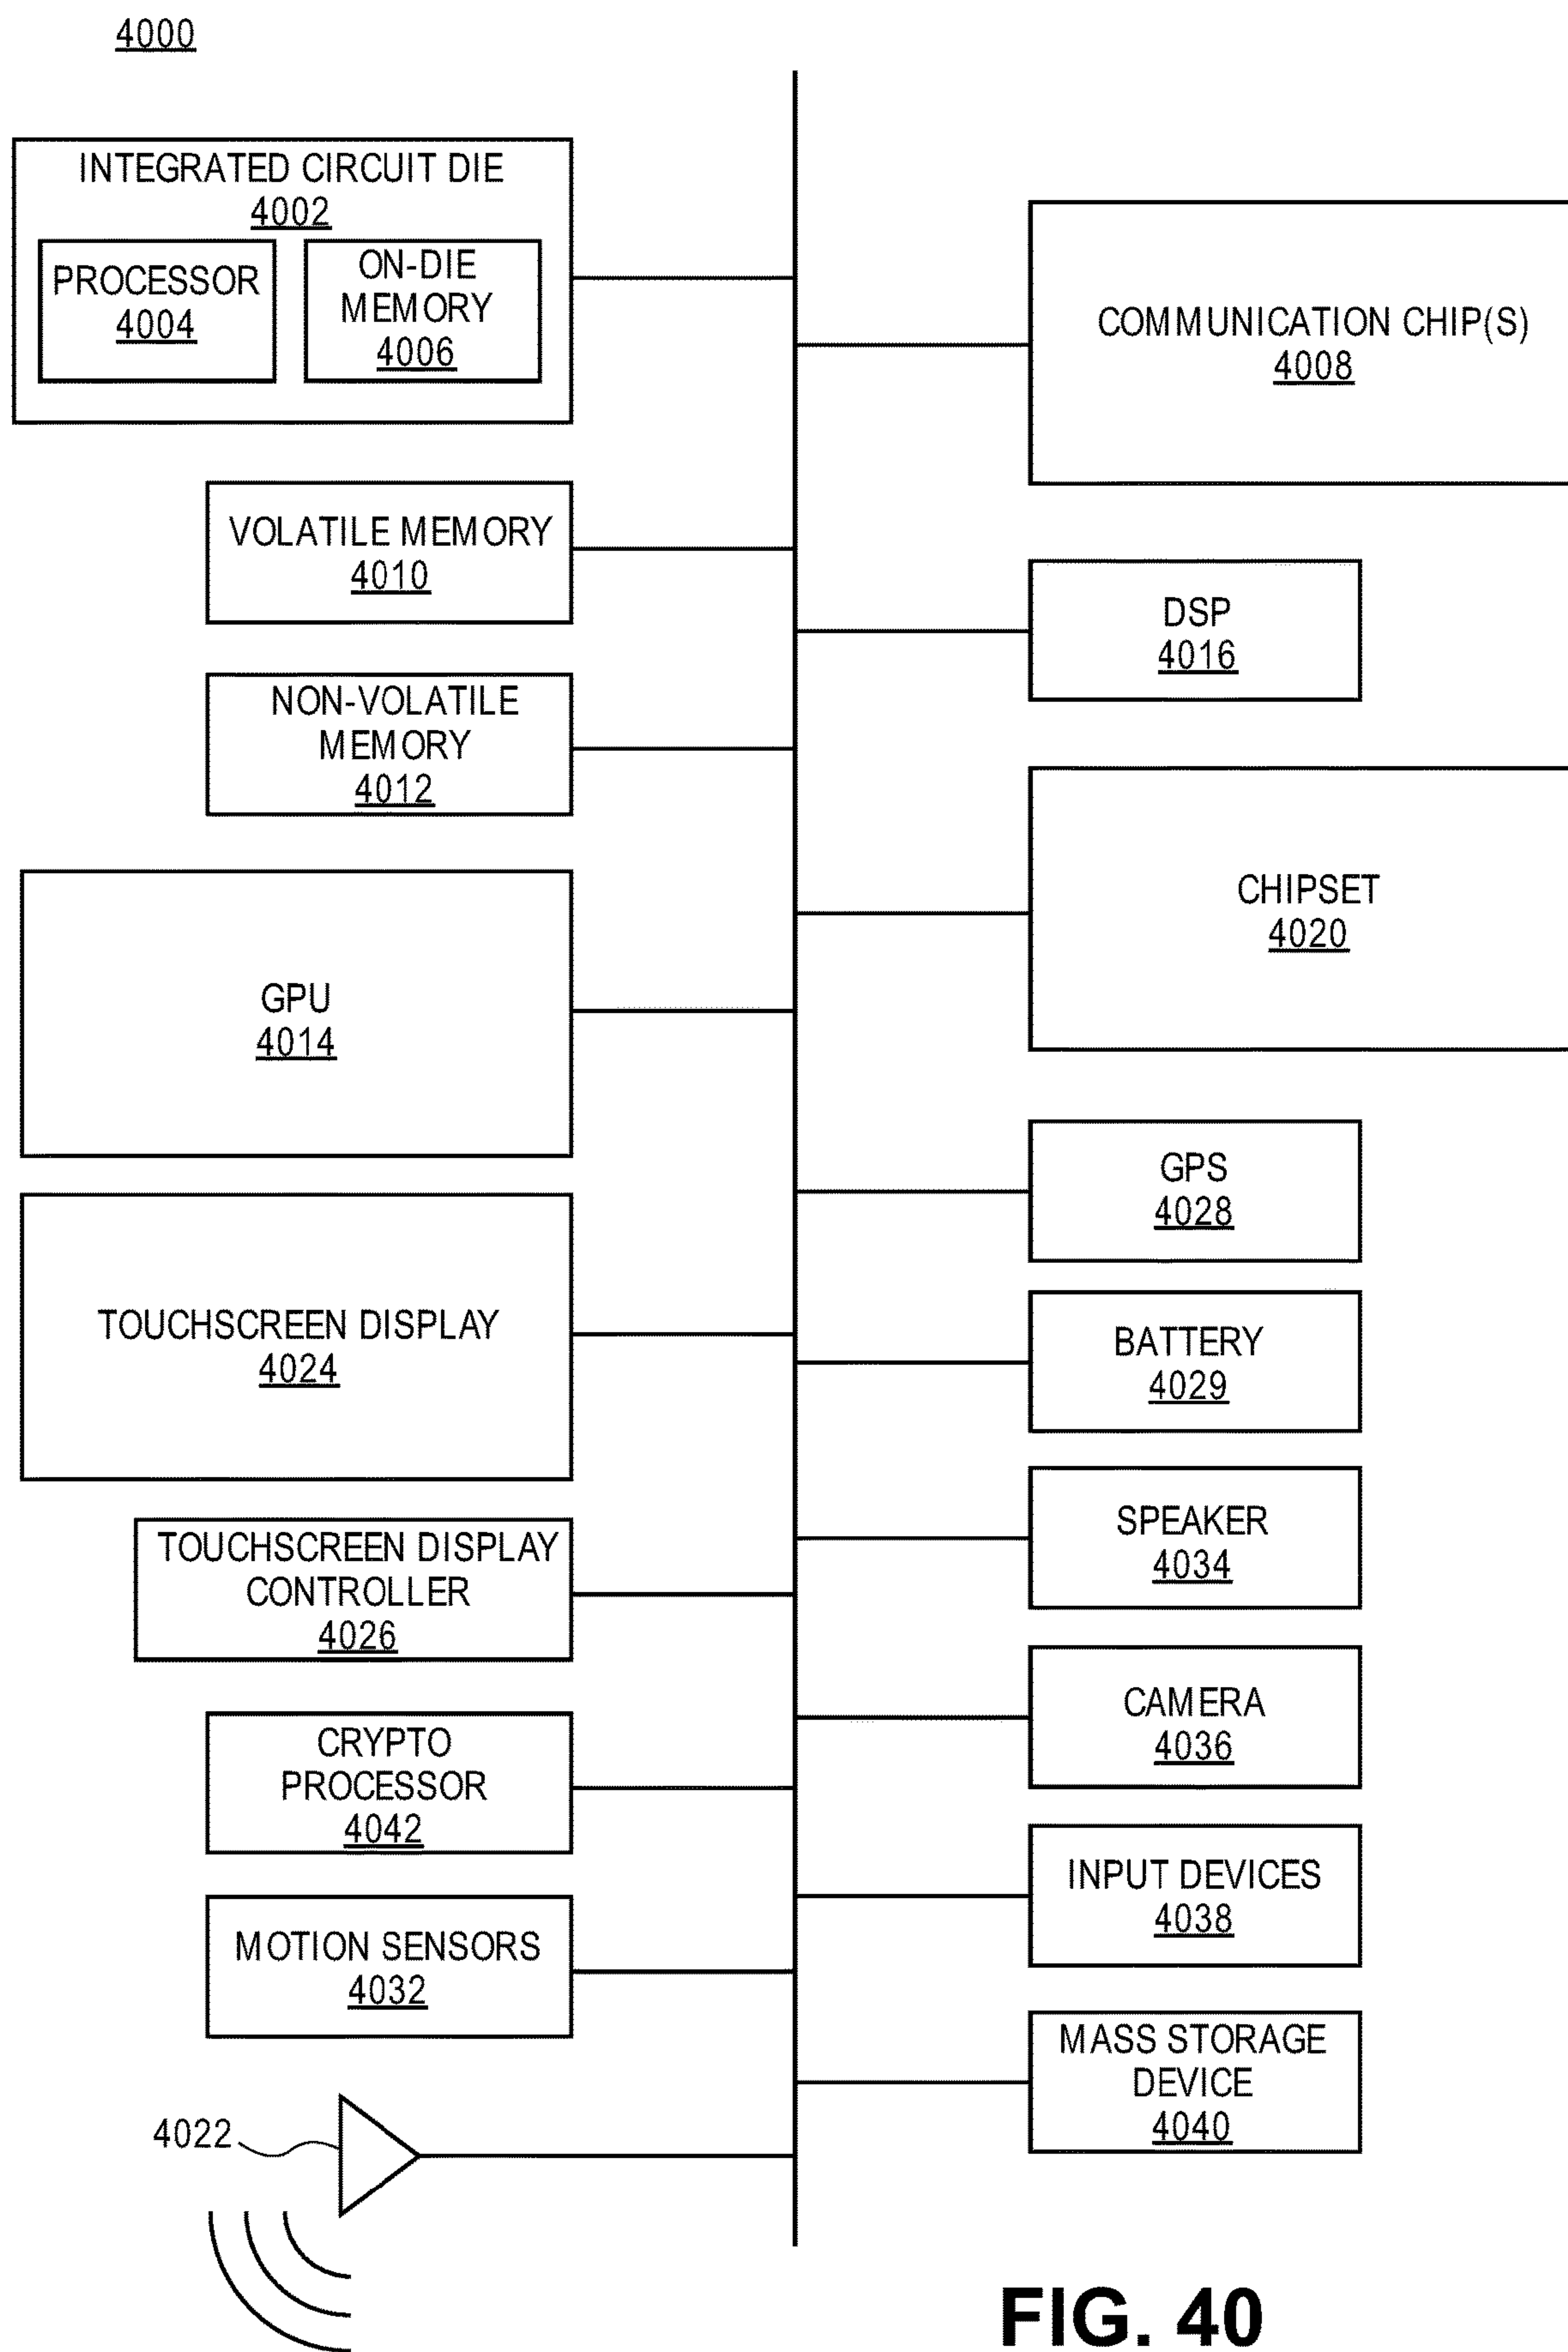 4000
INTEGRATED CIRCUIT DIE
4002
PROCESSOR
4004
ON-DIE
MEMORY
4006
VOLATILE MEMORY
4010
NON-VOLATILE
MEMORY
4012
GPU
4014
TOUCHSCREEN DISPLAY
4024
TOUCHSCREEN DISPLAY
CONTROLLER
4026
CRYPTO
PROCESSOR
4042
MOTION SENSORS
4032
4022
COMMUNICATION CHIP(S)
4008
DSP
4016
CHIPSET
4020
GPS
4028
BATTERY
4029
SPEAKER
4034
CAMERA
4036
INPUT DEVICES
4038
MASS STORAGE
DEVICE
4040
FIG. 40